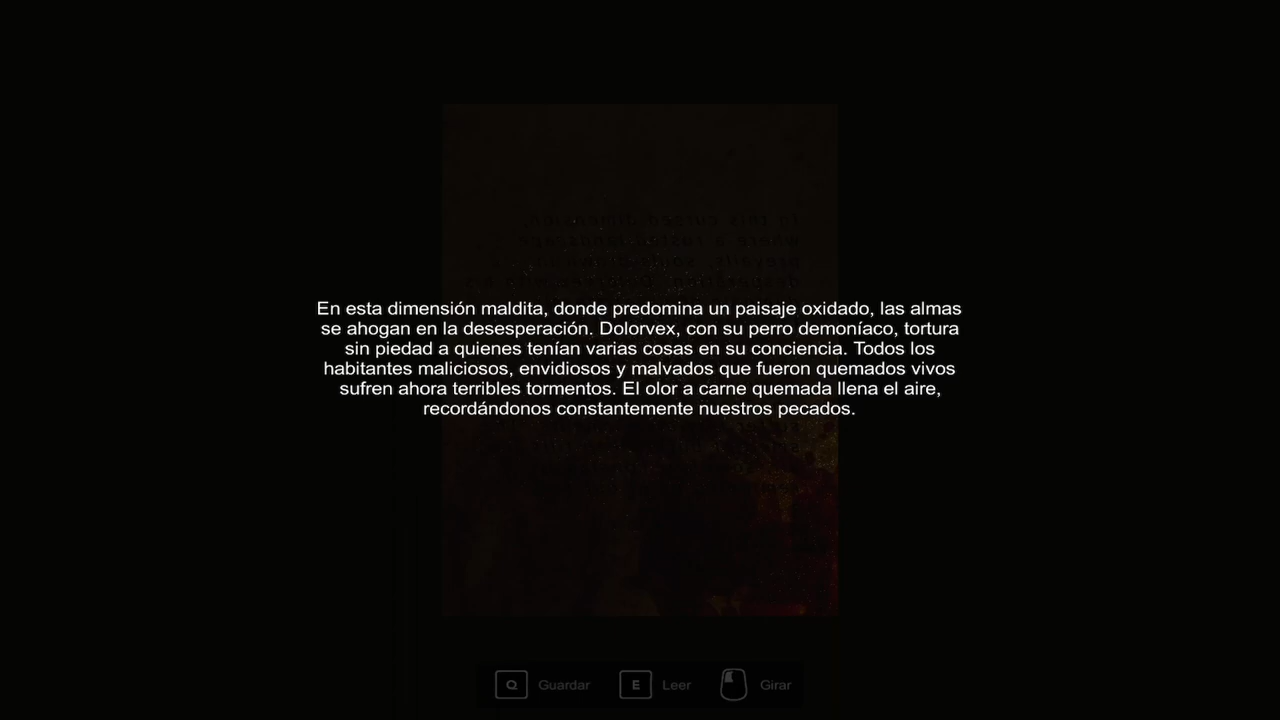 En esta dimensión maldita, donde predomina un paisaje oxidado, las almas
se ahogan en la desesperación. Dolorvex, con su perro demoníaco, tortura
sin piedad a quienes tenían varias cosas en su conciencia. Todos los
habitantes maliciosos, envidiosos y malvados que fueron quemados vivos
sufren ahora terribles tormentos. El olor a carne quemada llena el aire,
recordándonos constantemente nuestros pecados.
Q Guardar E Leer Girar